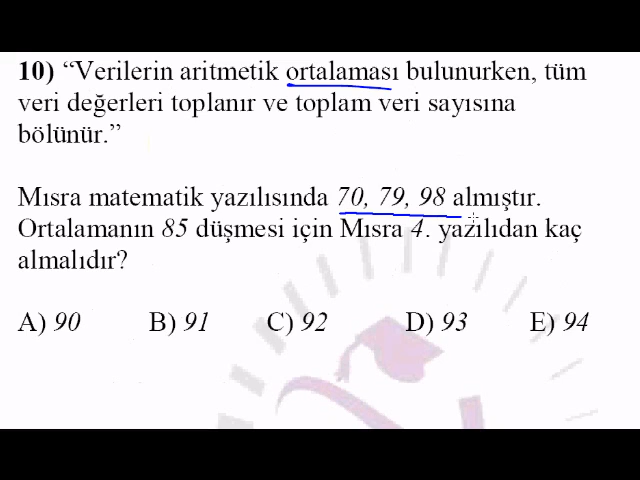 10) “Verilerin aritmetik ortalaması bulunurken, tüm
veri değerleri toplanır ve toplam veri sayısına
bölünür.”
Mısra matematik yazılısında 70, 79, 98 almıştır.
Ortalamanın 85 düşmesi için Mısra 4. yazılıdan kaç
almalıdır?
A) 90 B) 91 C) 92 D) 93 E) 94